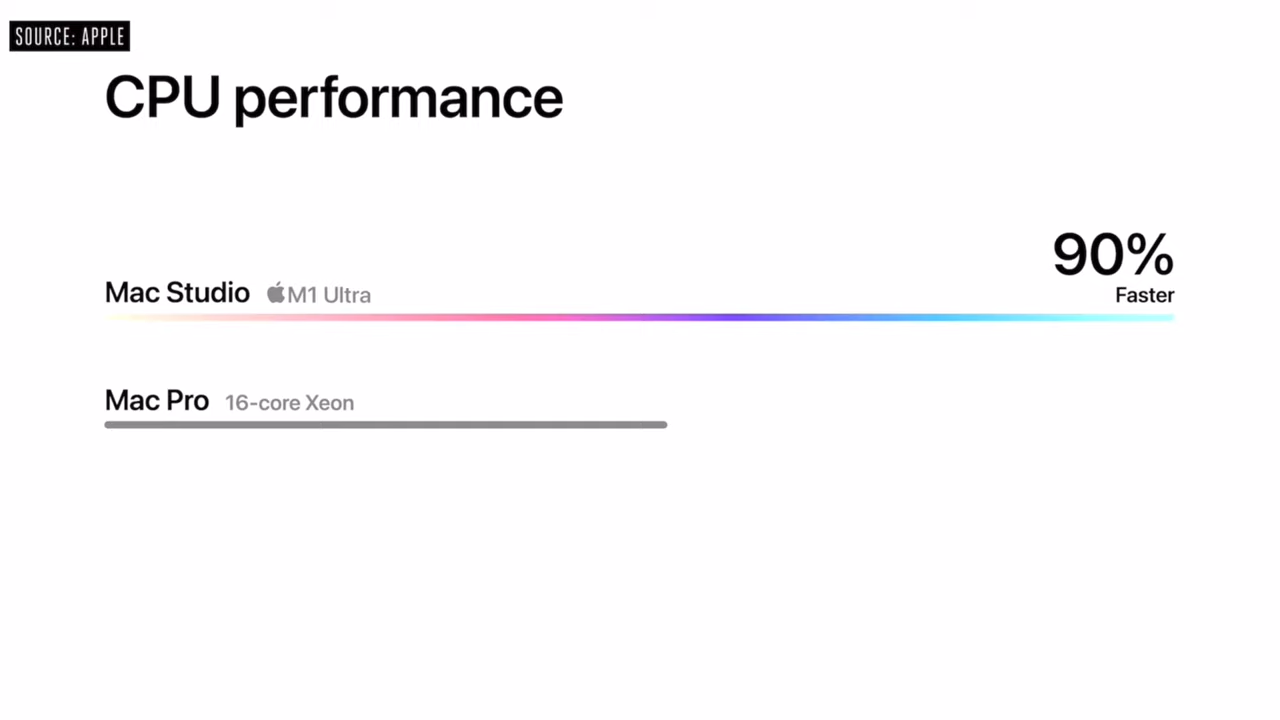 SOURCE: APPLE
CPU performance
90%
Faster
Mac Studio M1 Ultra
Mac Pro 16-core Xeon